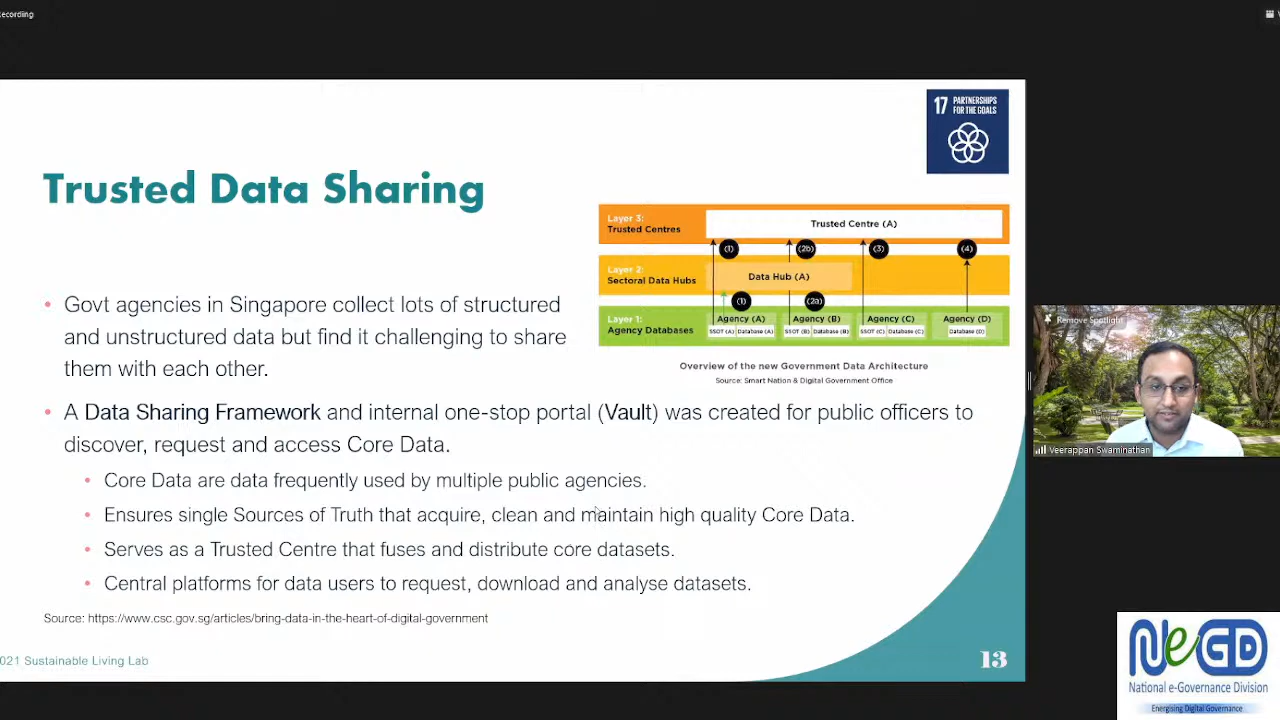 17 PARTNERSHIPS
FOR THE GOALS
Trusted Data Sharing
Layer 3:
Trusted Centres
Trusted Centre (A)
(1) (2b) (3) (4)
Layer 2:
Sectoral Data Hubs
Data Hub (A)
(1) (2a)
Layer 1:
Agency Databases
Agency (A) Agency (B) Agency (C) Agency (D)
SSOT (A) Database (A) SSOT (B) Database (B) SSOT (C) Database (C) Database (D)
Overview of the new Government Data Architecture
Source: Smart Nation & Digital Government Office
• Govt agencies in Singapore collect lots of structured
and unstructured data but find it challenging to share
them with each other.
• A Data Sharing Framework and internal one-stop portal (Vault) was created for public officers to
discover, request and access Core Data.
• Core Data are data frequently used by multiple public agencies.
• Ensures single Sources of Truth that acquire, clean and maintain high quality Core Data.
• Serves as a Trusted Centre that fuses and distribute core datasets.
• Central platforms for data users to request, download and analyse datasets.
Source: https://www.csc.gov.sg/articles/bring-data-in-the-heart-of-digital-government
021 Sustainable Living Lab
13
Remove Spotlight
Veerappan Swaminathan
NeGD
National e-Governance Division
Energising Digital Governance